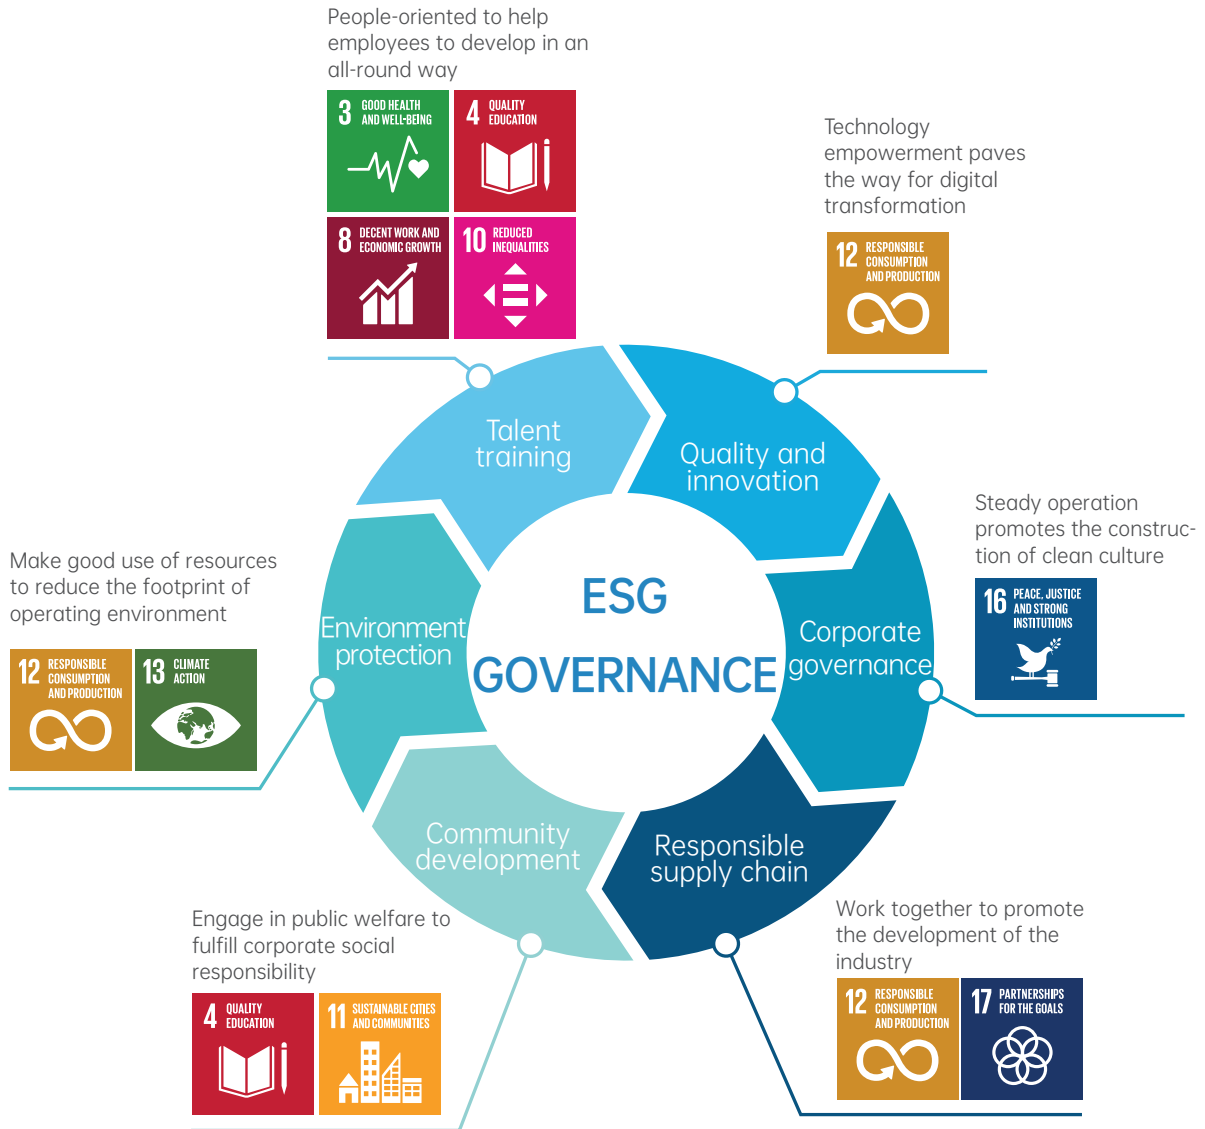 People-oriented to help
employees to develop in an
all-round way
3 GOOD HEALTH
AND WELL-BEING
4 QUALITY
EDUCATION
8 DECENT WORK AND
ECONOMIC GROWTH
10 REDUCED
INEQUALITIES
Technology
empowerment paves
the way for digital
transformation
12 RESPONSIBLE
CONSUMPTION
AND PRODUCTION
Talent
training
Quality and
innovation
Steady operation
promotes the construc-
tion of clean culture
16 PEACE, JUSTICE
AND STRONG
INSTITUTIONS
Make good use of resources
to reduce the footprint of
operating environment
12 RESPONSIBLE
CONSUMPTION
AND PRODUCTION
13 CLIMATE
ACTION
Environment
protection
ESG
GOVERNANCE
Corporate
governance
Community
development
Responsible
supply chain
Engage in public welfare to
fulfill corporate social
responsibility
4 QUALITY
EDUCATION
11 SUSTAINABLE CITIES
AND COMMUNITIES
Work together to promote
the development of the
industry
12 RESPONSIBLE
CONSUMPTION
AND PRODUCTION
17 PARTNERSHIPS
FOR THE GOALS